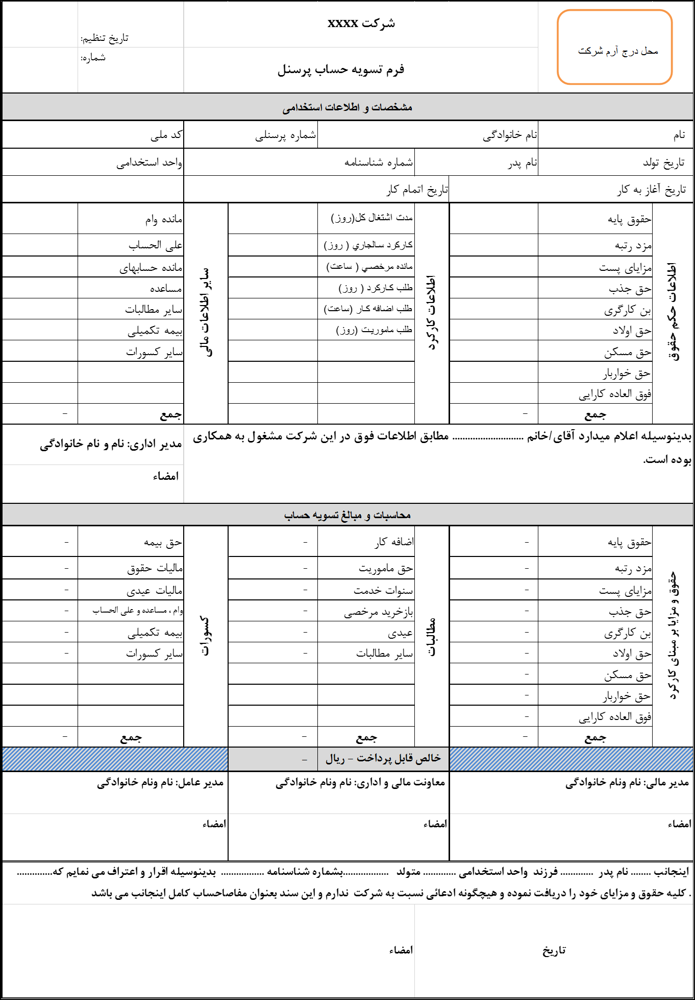 شرکت xxxx
محل درج آرم شرکت
تاریخ تنظیم:
شماره:
فرم تسویه حساب پرسنل
مشخصات و اطلاعات استخدامی
نام نام خانوادگی شماره پرسنلی کد ملی
تاریخ تولد نام پدر شماره شناسنامه واحد استخدامی
تاریخ آغاز به کار تاریخ اتمام کار
اطلاعات حکم حقوق
حقوق پایه
مزد رتبه
مزایای پست
حق جذب
بن کارگری
حق اولاد
حق مسکن
حق خواربار
فوق العاده کارایی
جمع -
اطلاعات کارکرد
مدت اشتغال کل(روز)
کارکرد سالجاري ( روز)
مانده مرخصي ( ساعت)
طلب کارکرد ( روز)
طلب اضافه کار (ساعت)
طلب ماموریت (روز)
سایر اطلاعات مالی
مانده وام
علی الحساب
مانده حسابهای
مساعده
سایر مطالبات
بیمه تکمیلی
سایر کسورات
جمع -
بدینوسیله اعلام میدارد آقای/خانم ............................ مطابق اطلاعات فوق در این شرکت مشغول به همکاری
بوده است.
مدیر اداری: نام و نام خانوادگی
امضاء
محاسبات و مبالغ تسویه حساب
حقوق و مزایا بر مبنای کارکرد
حقوق پایه -
مزد رتبه -
مزایای پست -
حق جذب -
بن کارگری -
حق اولاد -
حق مسکن -
حق خواربار -
فوق العاده کارایی -
جمع -
مطالبات
اضافه کار -
حق ماموریت -
سنوات خدمت -
بازخرید مرخصی -
عیدی -
سایر مطالبات -
جمع -
کسورات
حق بیمه -
مالیات حقوق -
مالیات عیدی -
وام ، مساعده و علی الحساب -
بیمه تکمیلی -
سایر کسورات -
جمع -
خالص قابل پرداخت - ریال -
مدیر مالی: نام ونام خانوادگی
امضاء
معاونت مالی و اداری: نام ونام خانوادگی
امضاء
مدیر عامل: نام ونام خانوادگی
امضاء
اینجانب ........ نام پدر ............. فرزند واحد استخدامی ............. متولد ..................بشماره شناسنامه ................. بدینوسیله اقرار و اعتراف می نمایم که..............
. کلیه حقوق و مزایای خود را دریافت نموده و هیچگونه ادعائی نسبت به شرکت ندارم و این سند بعنوان مفاصاحساب کامل اینجانب می باشد
تاریخ امضاء